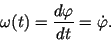 ω(t) = dφ/dt = φ̇.